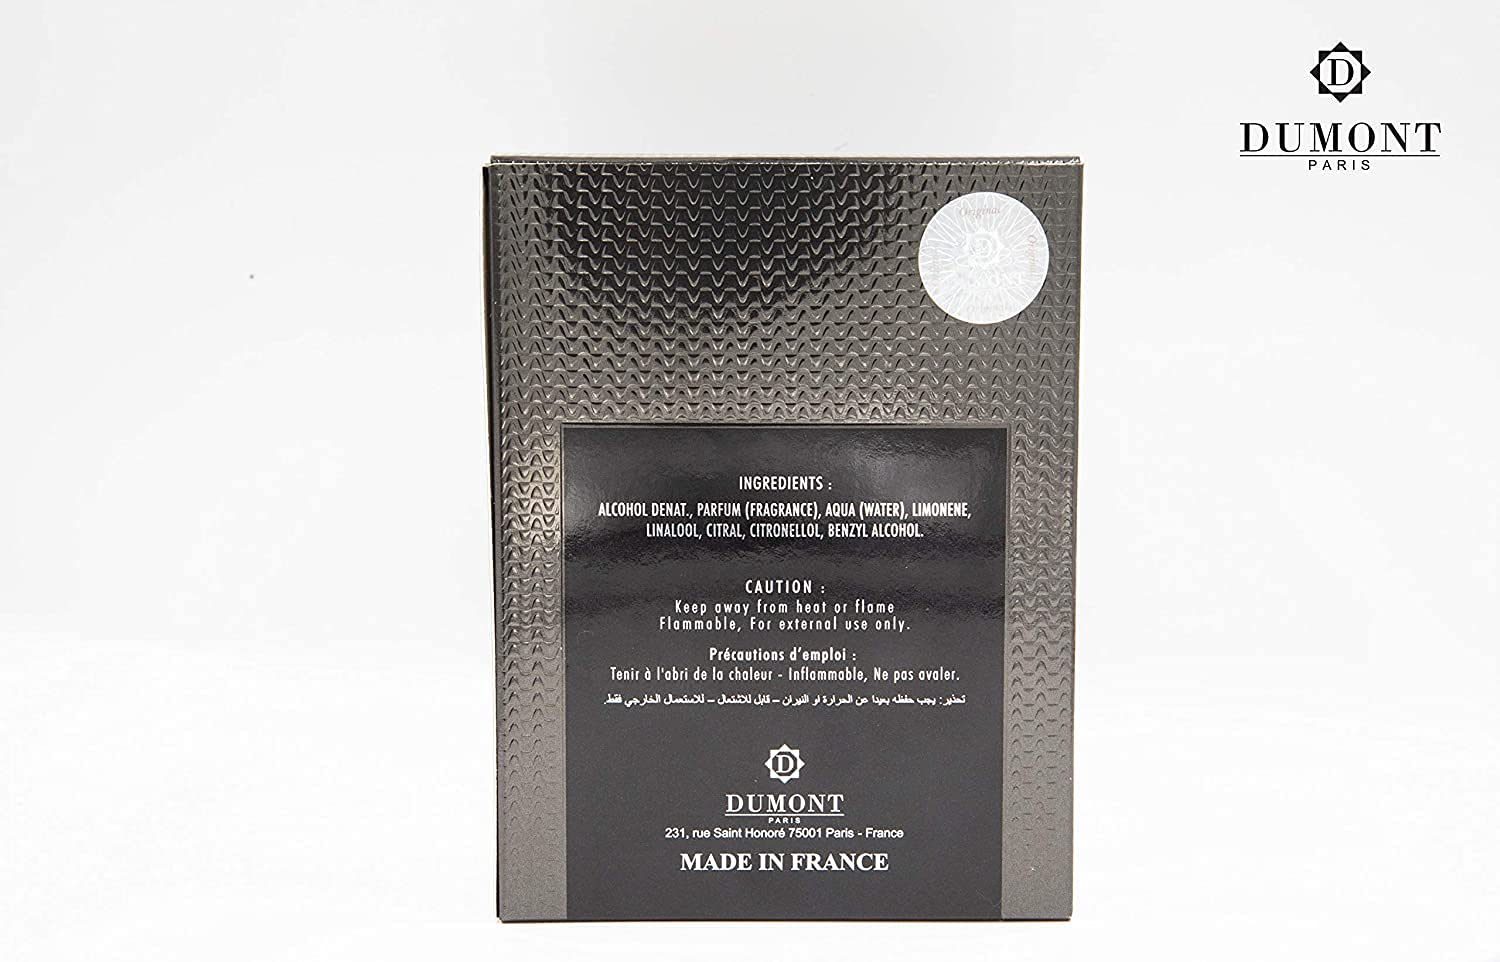 D
DUMONT
PARIS
Original
D
Original
INGREDIENTS :
ALCOHOL DENAT., PARFUM (FRAGRANCE), AQUA (WATER), LIMONENE,
LINALOOL, CITRAL, CITRONELLOL, BENZYL ALCOHOL.
CAUTION :
Keep away from heat or flame
Flammable, For external use only.
Précautions d'emploi :
Tenir à l'abri de la chaleur - Inflammable, Ne pas avaler.
تحذير: يجب حفظه بعيدا عن الحرارة او النيران – قابل للاشتعال – للاستعمال الخارجي فقط.
D
DUMONT
PARIS
231, rue Saint Honoré 75001 Paris - France
MADE IN FRANCE